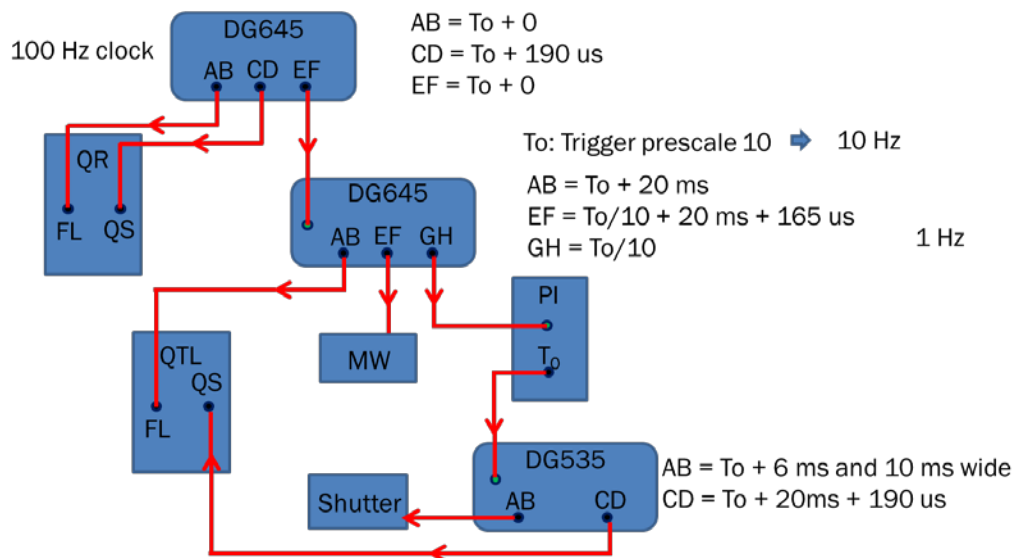 100 Hz clock
DG645
AB CD EF
AB = To + 0
CD = To + 190 us
EF = To + 0
QR
FL QS
To: Trigger prescale 10 10 Hz
DG645
AB EF GH
AB = To + 20 ms
EF = To/10 + 20 ms + 165 us
GH = To/10
1 Hz
PI
T0
MW
QTL
QS
FL
DG535
AB CD
Shutter
AB = To + 6 ms and 10 ms wide
CD = To + 20ms + 190 us